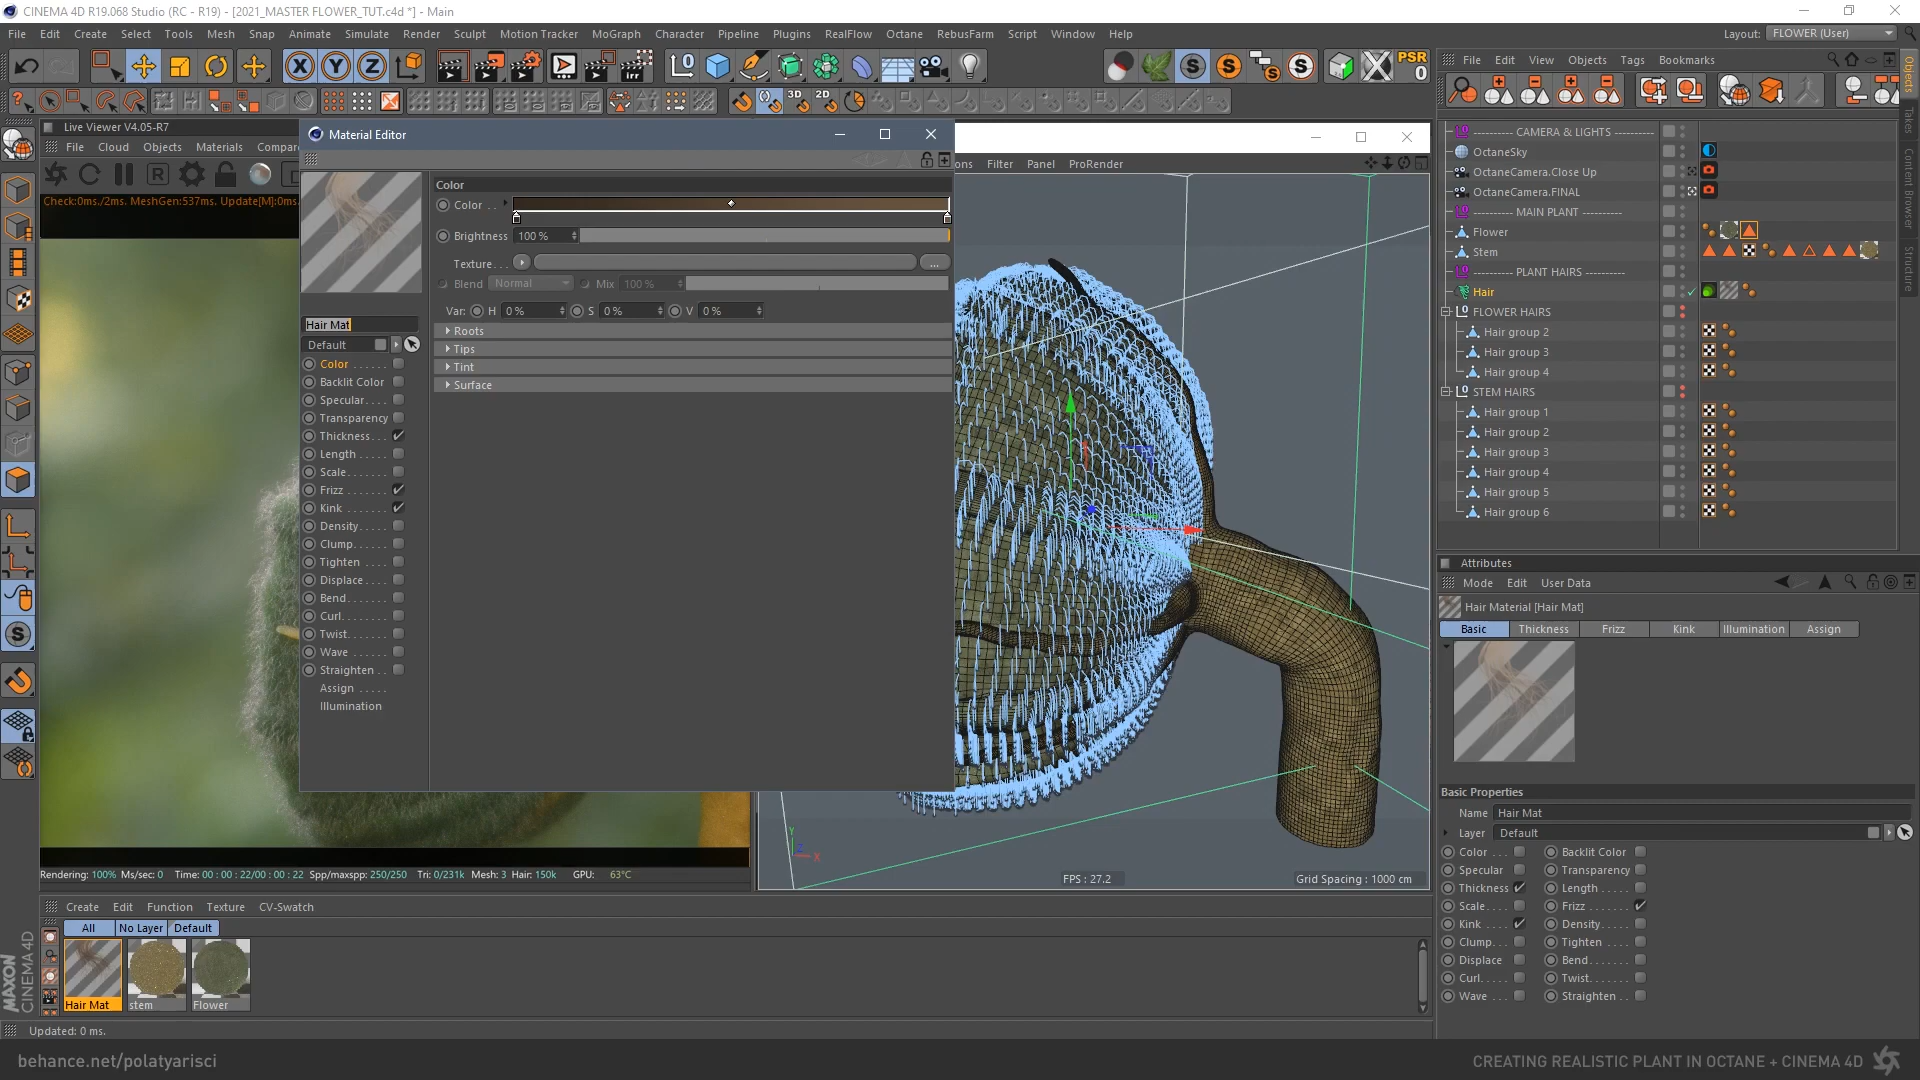 CINEMA 4D R19.068 Studio (RC - R19) - [2021_MASTER FLOWER_TUT.c4d *] - Main
File Edit Create Select Tools Mesh Snap Animate Simulate Render Sculpt Motion Tracker MoGraph Character Pipeline Plugins RealFlow Octane RebusFarm Script Window Help
Layout: FLOWER (User)
X Y Z
PSR
0
3D 2D
Live Viewer V4.05-R7
File Cloud Objects Materials Compar
Check:0ms./2ms. MeshGen:537ms. Update[M]:0ms.
Material Editor
Hair Mat
Default
Color
Backlit Color
Specular
Transparency
Thickness
Length
Scale
Frizz
Kink
Density
Clump
Tighten
Displace
Bend
Curl
Twist
Wave
Straighten
Assign
Illumination
Color
Color
Brightness 100 %
Texture ...
Blend Normal Mix 100 %
Var: H 0 % S 0 % V 0 %
Roots
Tips
Tint
Surface
ons Filter Panel ProRender
Y
Z
X
FPS : 27.2
Grid Spacing : 1000 cm
Rendering: 100% Ms/sec: 0 Time: 00 : 00 : 22/00 : 00 : 22 Spp/maxspp: 250/250 Tri: 0/231k Mesh: 3 Hair: 150k GPU: 63°C
Create Edit Function Texture CV-Swatch
All No Layer Default
Hair Mat stem Flower
MAXON
CINEMA 4D
Updated: 0 ms.
File Edit View Objects Tags Bookmarks
---------- CAMERA & LIGHTS ----------
OctaneSky
OctaneCamera.Close Up
OctaneCamera.FINAL
---------- MAIN PLANT ----------
Flower
Stem
---------- PLANT HAIRS ----------
Hair
FLOWER HAIRS
Hair group 2
Hair group 3
Hair group 4
STEM HAIRS
Hair group 1
Hair group 2
Hair group 3
Hair group 4
Hair group 5
Hair group 6
Objects
Takes
Content Browser
Structure
Attributes
Mode Edit User Data
Hair Material [Hair Mat]
Basic Thickness Frizz Kink Illumination Assign
Basic Properties
Name Hair Mat
Layer Default
Color Backlit Color
Specular Transparency
Thickness Length
Scale Frizz
Kink Density
Clump Tighten
Displace Bend
Curl Twist
Wave Straighten
behance.net/polatyarisci
CREATING REALISTIC PLANT IN OCTANE + CINEMA 4D